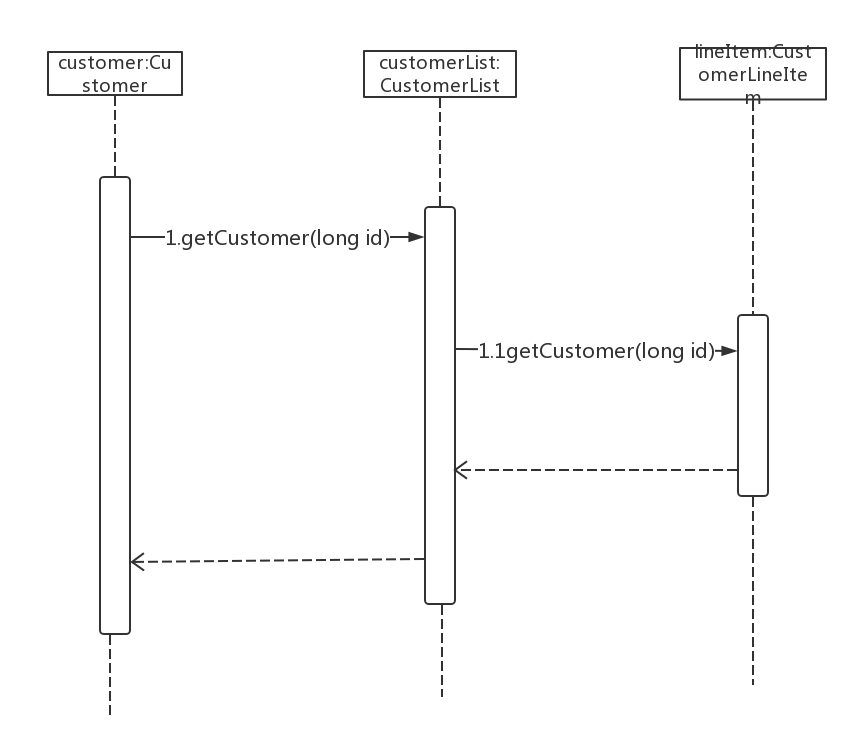 customer:Cu
stomer
customerList:
CustomerList
lineItem:Cust
omerLineIte
m
1.getCustomer(long id)
1.1getCustomer(long id)